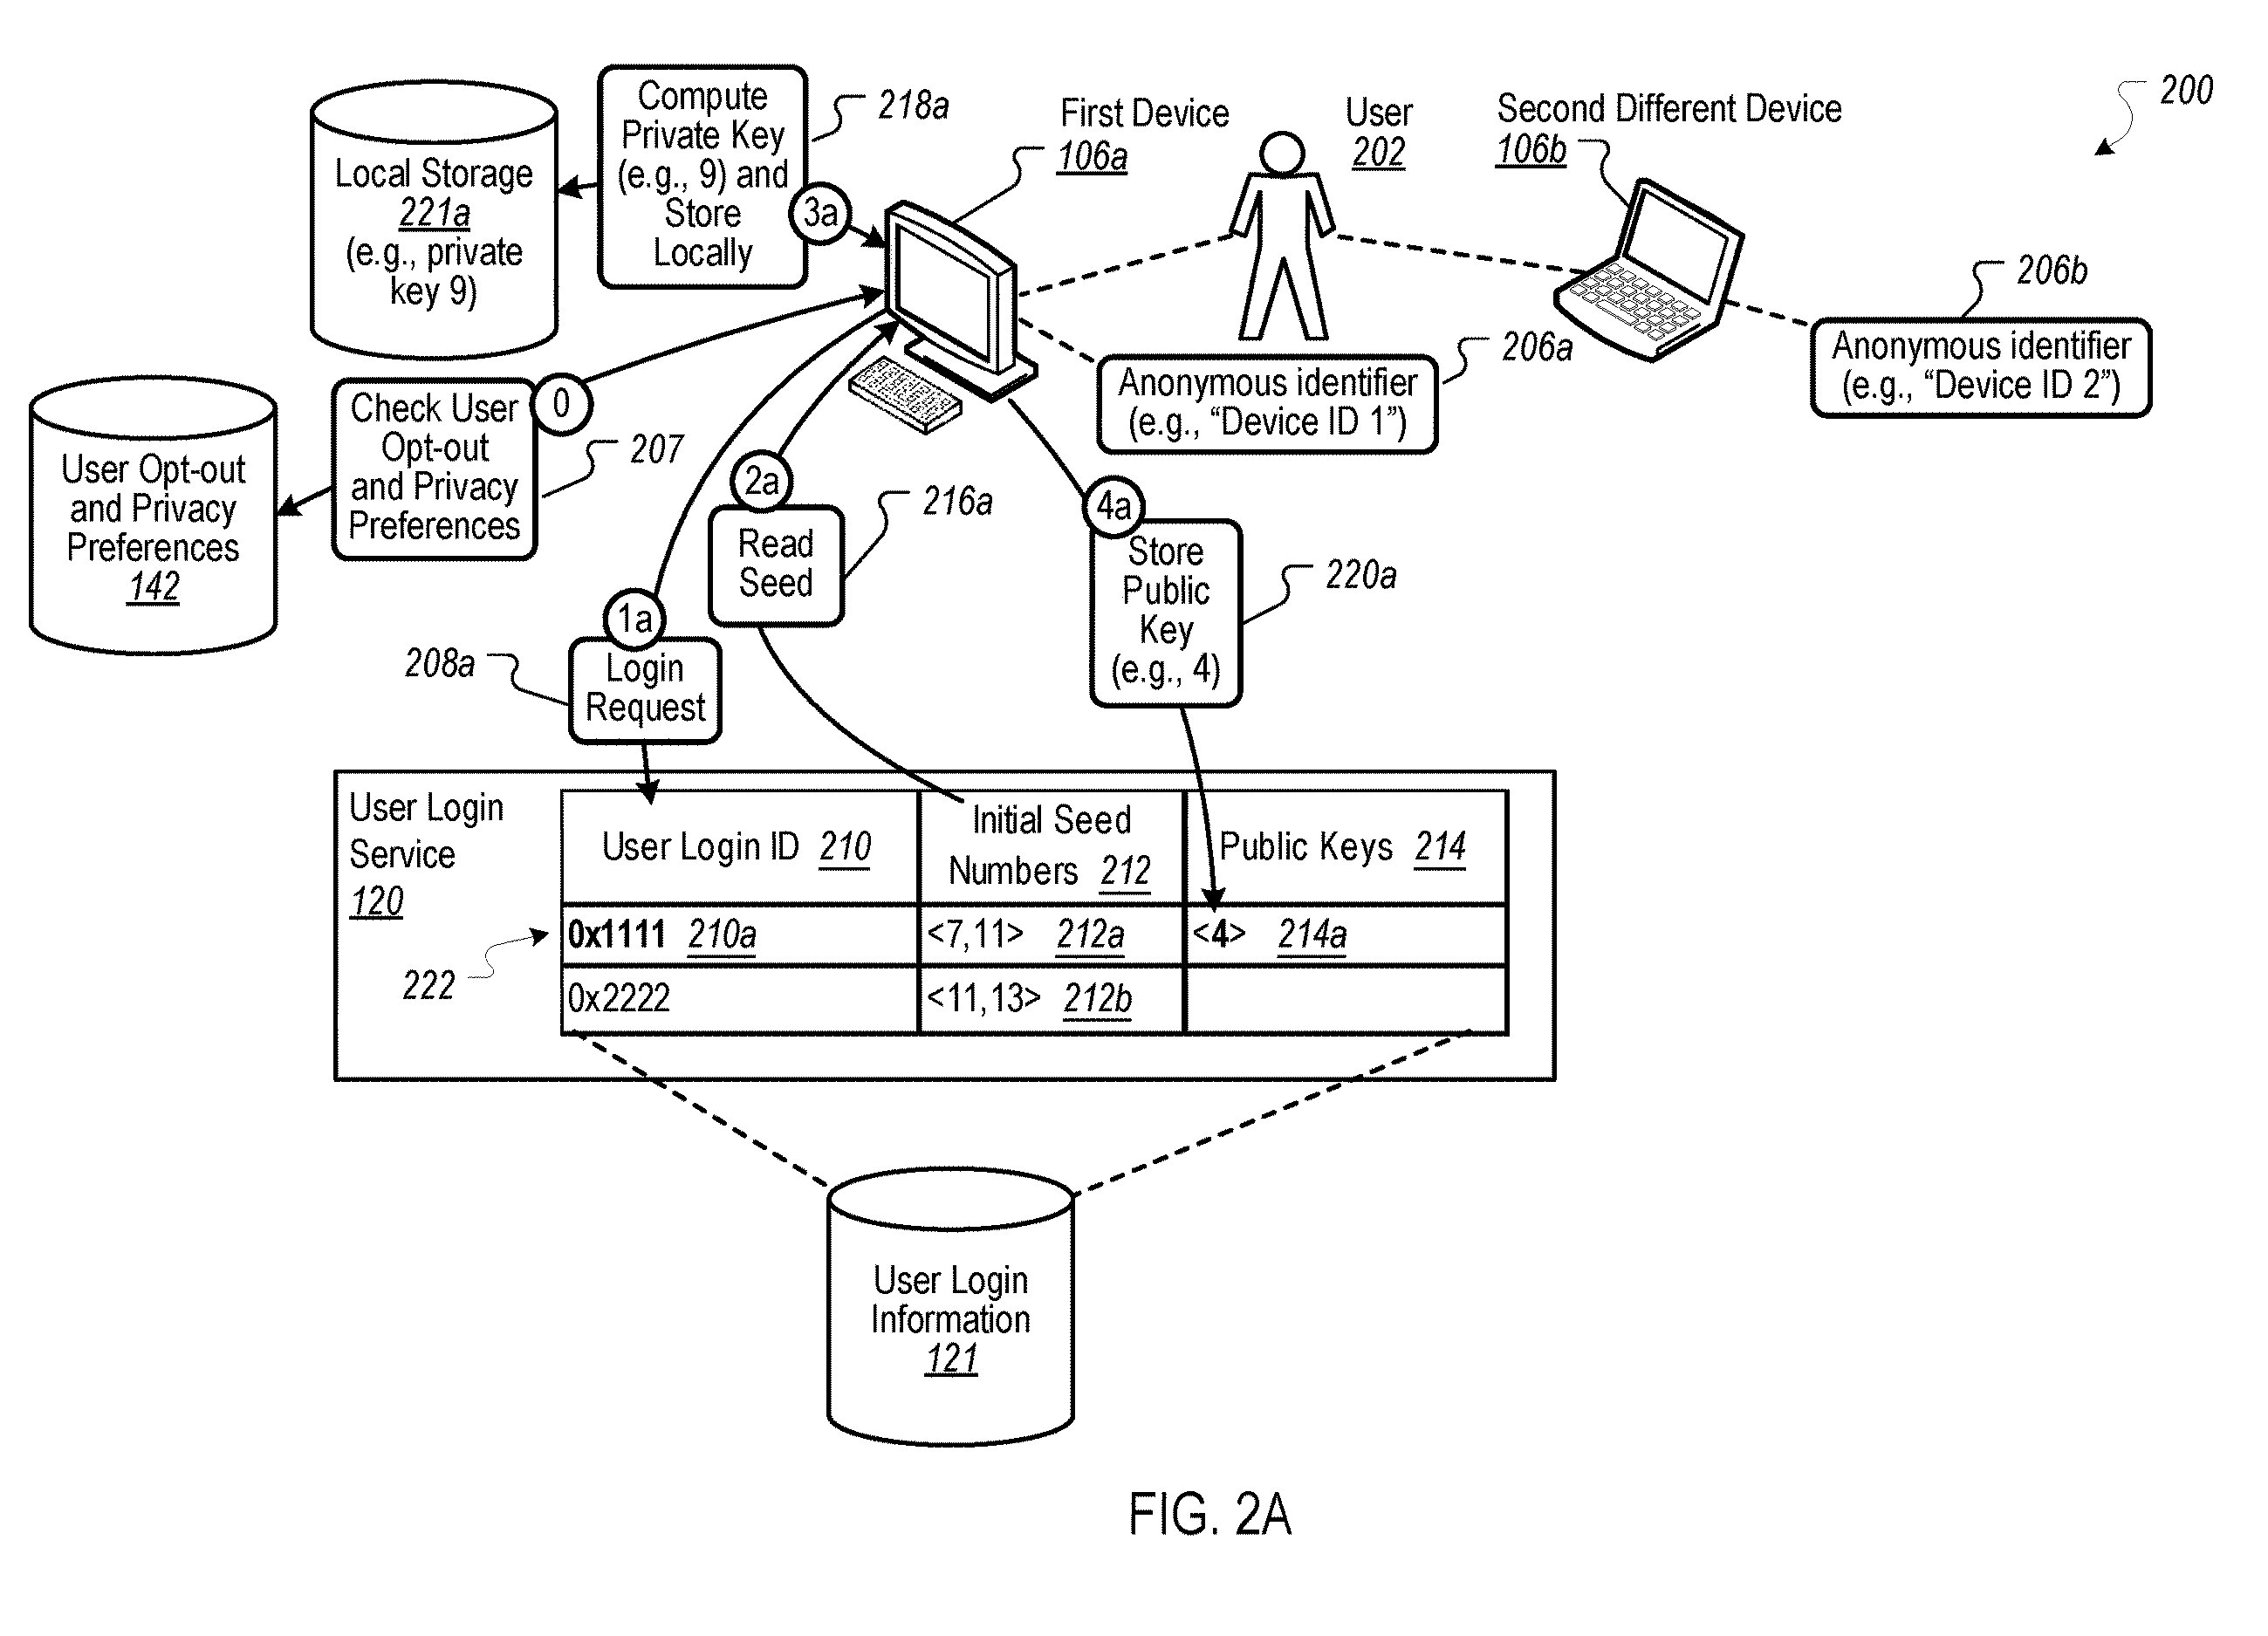 200
Compute
Private Key
(e.g., 9) and
Store
Locally
218a
3a
Local Storage
221a
(e.g., private
key 9)
First Device
106a
User
202
Second Different Device
106b
206b
Anonymous identifier
(e.g., “Device ID 2”)
206a
Anonymous identifier
(e.g., “Device ID 1”)
0
Check User
Opt-out
and Privacy
Preferences
207
User Opt-out
and Privacy
Preferences
142
2a
Read
Seed
216a
4a
Store
Public
Key
(e.g., 4)
220a
1a
Login
Request
208a
User Login
Service
120
User Login ID 210
Initial Seed
Numbers 212
Public Keys 214
0x1111 210a
<7,11> 212a
<4> 214a
222
0x2222
<11,13> 212b
User Login
Information
121
FIG. 2A